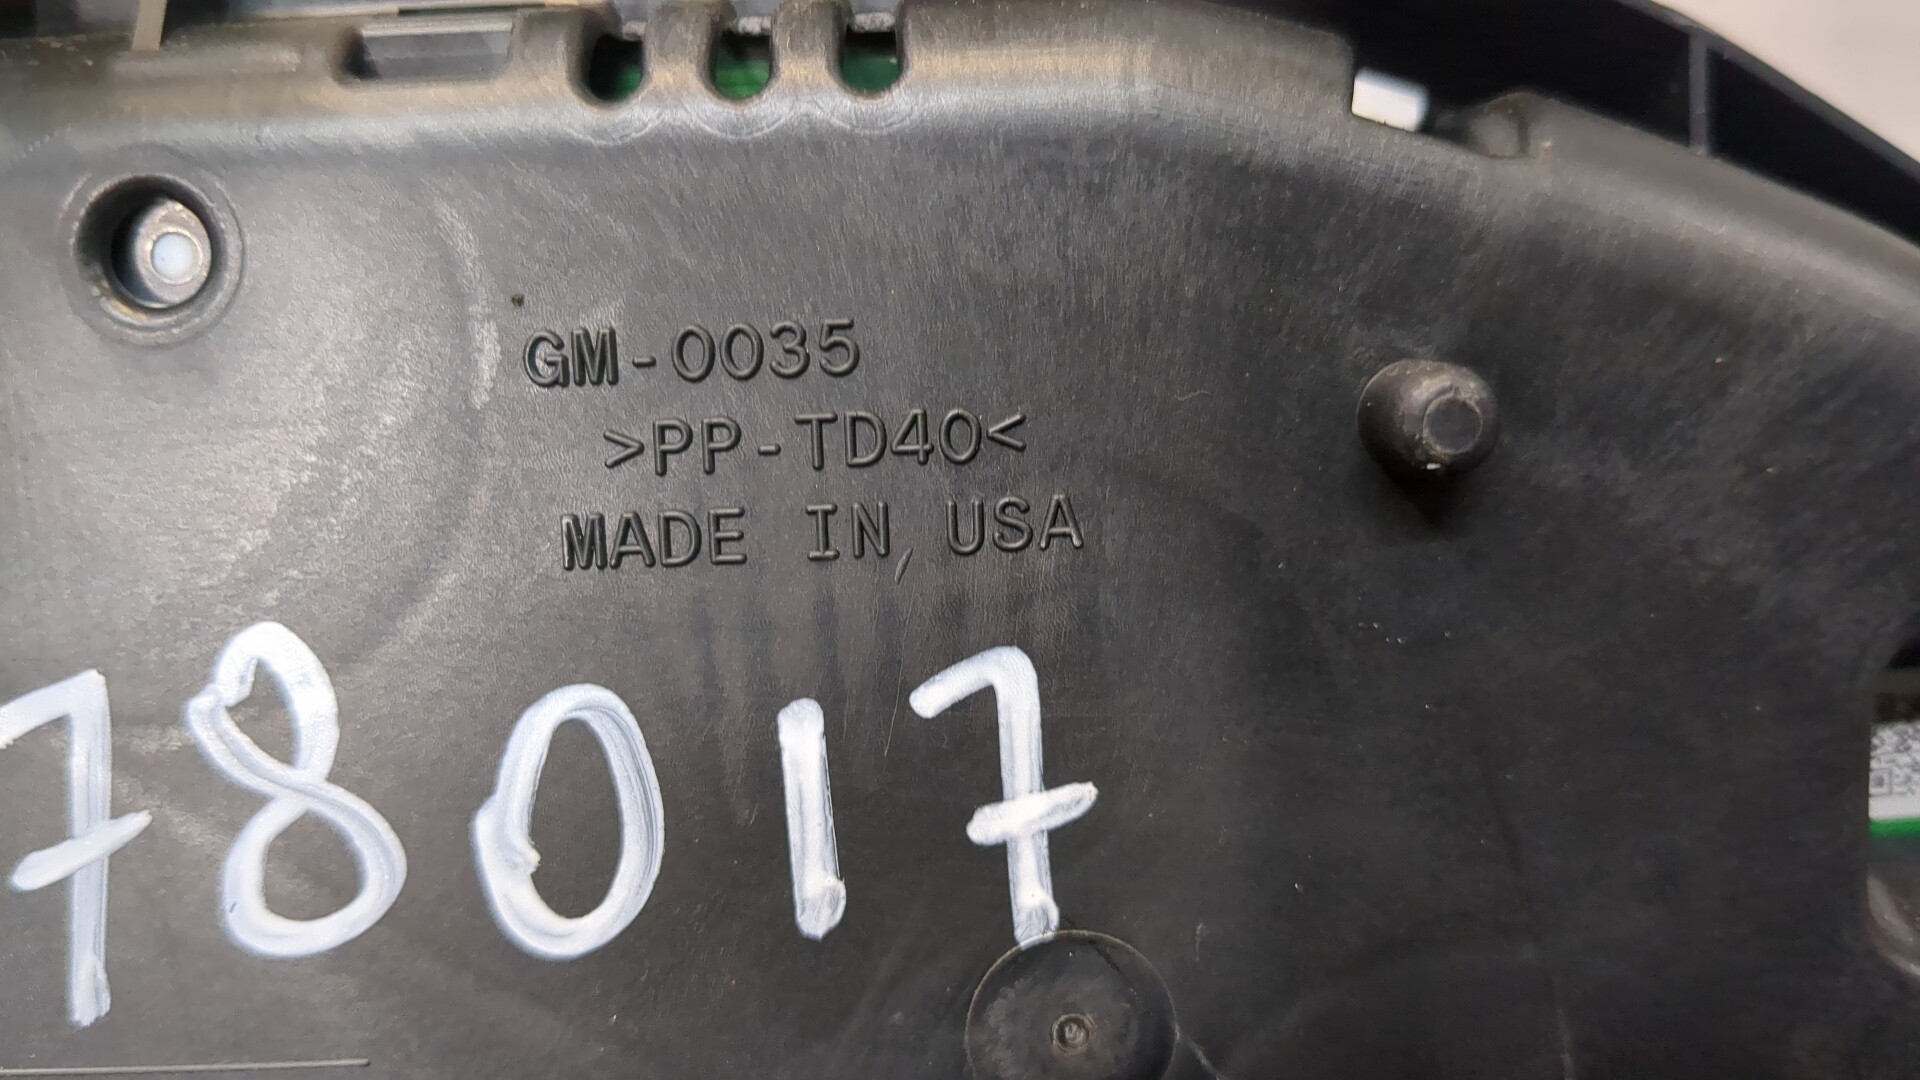 GM-0035
>PP-TD40<
MADE IN USA
78017